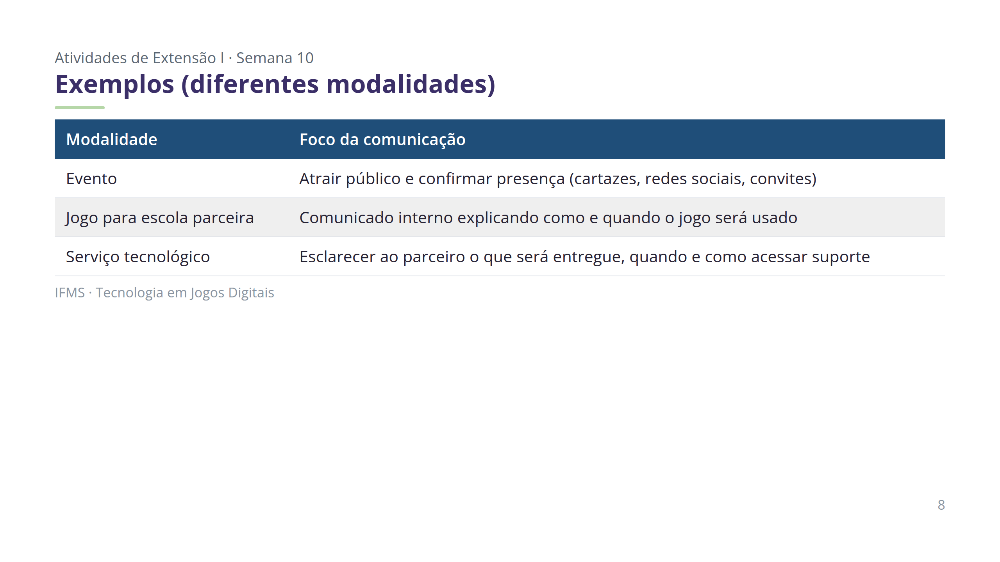 Atividades de Extensão I · Semana 10
Exemplos (diferentes modalidades)
Modalidade Foco da comunicação
Evento Atrair público e confirmar presença (cartazes, redes sociais, convites)
Jogo para escola parceira Comunicado interno explicando como e quando o jogo será usado
Serviço tecnológico Esclarecer ao parceiro o que será entregue, quando e como acessar suporte
IFMS · Tecnologia em Jogos Digitais
8